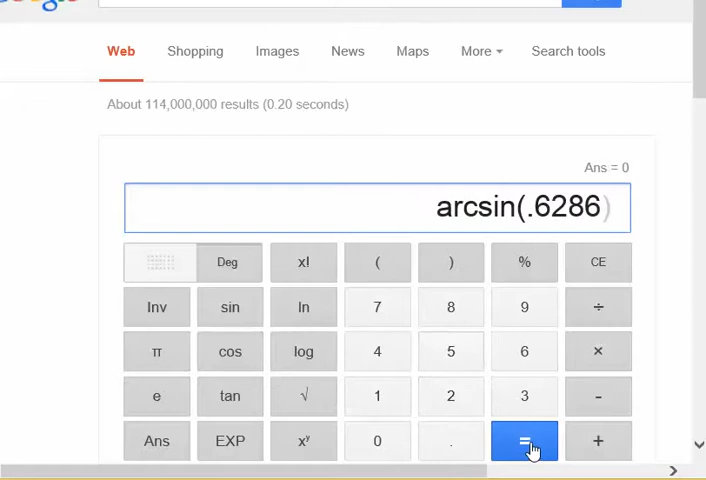 Web Shopping Images News Maps More Search tools
About 114,000,000 results (0.20 seconds)
Ans = 0
arcsin(.6286)
Deg x! ( ) % CE
Inv sin ln 7 8 9 ÷
π cos log 4 5 6 ×
e tan √ 1 2 3 -
Ans EXP xʸ 0 . = +